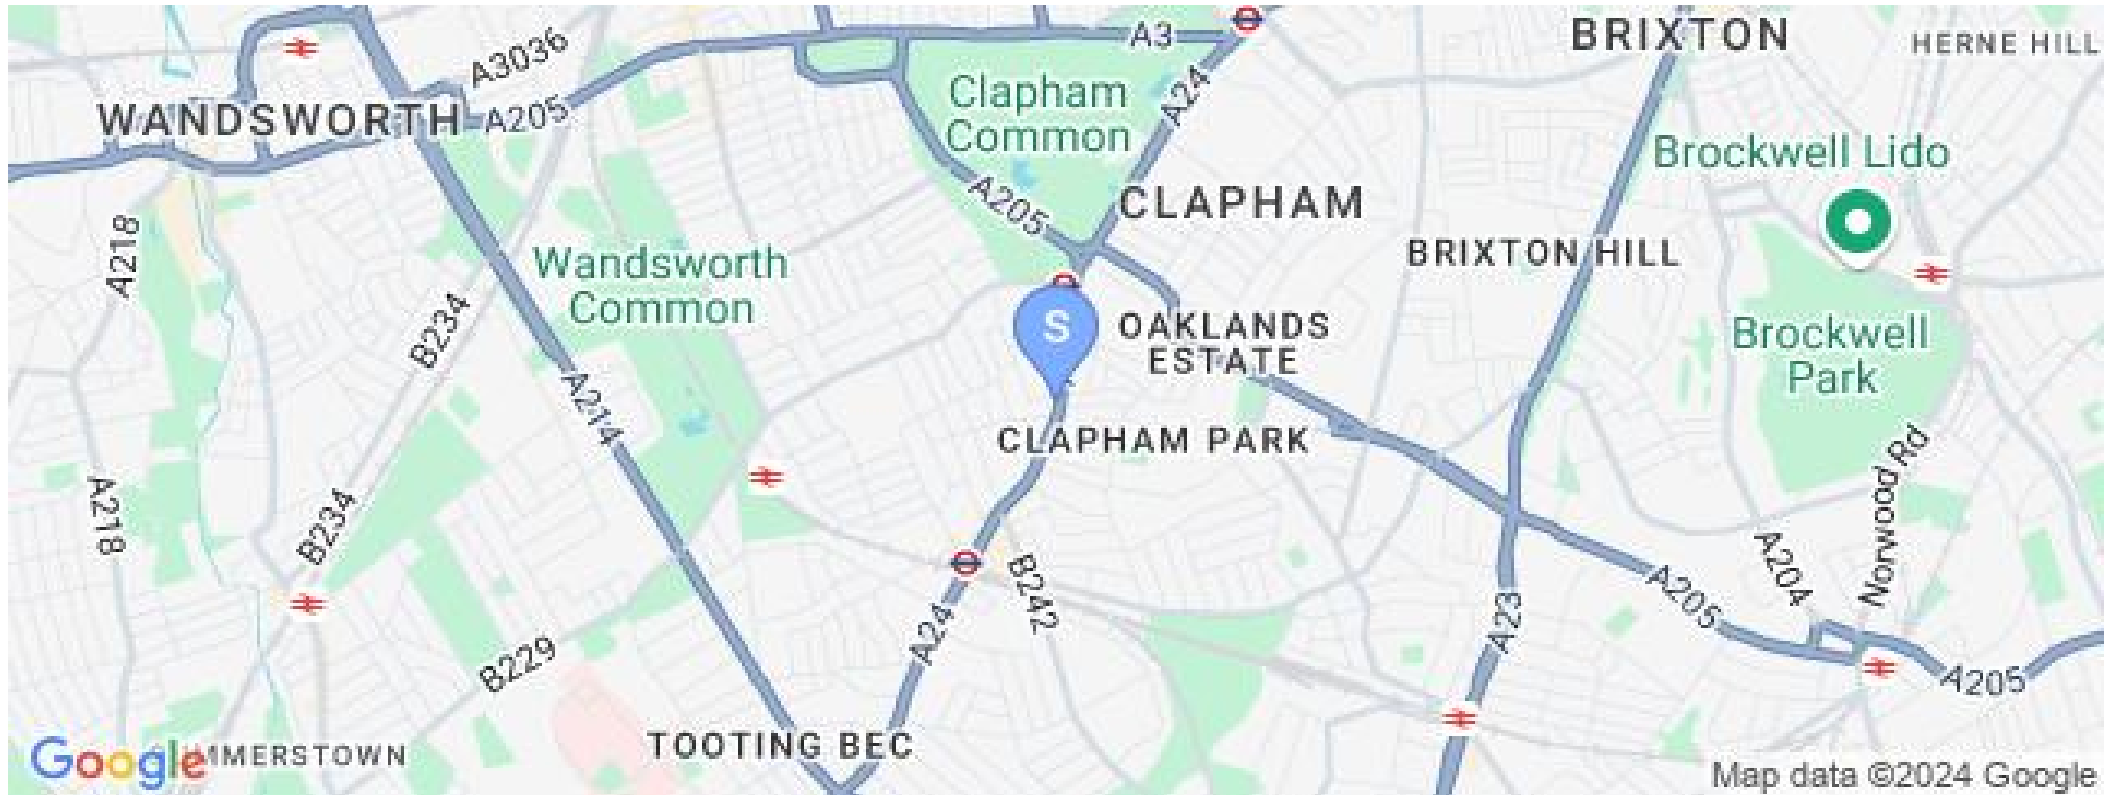 BRIXTON
A3
HERNE HILL
A3036
Clapham
Common
A24
WANDSWORTH
A205
Brockwell Lido
CLAPHAM
A205
A218
BRIXTON HILL
Wandsworth
Common
S
OAKLANDS
ESTATE
B234
Brockwell
Park
A214
CLAPHAM PARK
Norwood Rd
A218
B234
A204
B242
A205
A24
A23
B229
A205
TOOTING BEC
Google
MMERSTOWN
Map data ©2024 Google